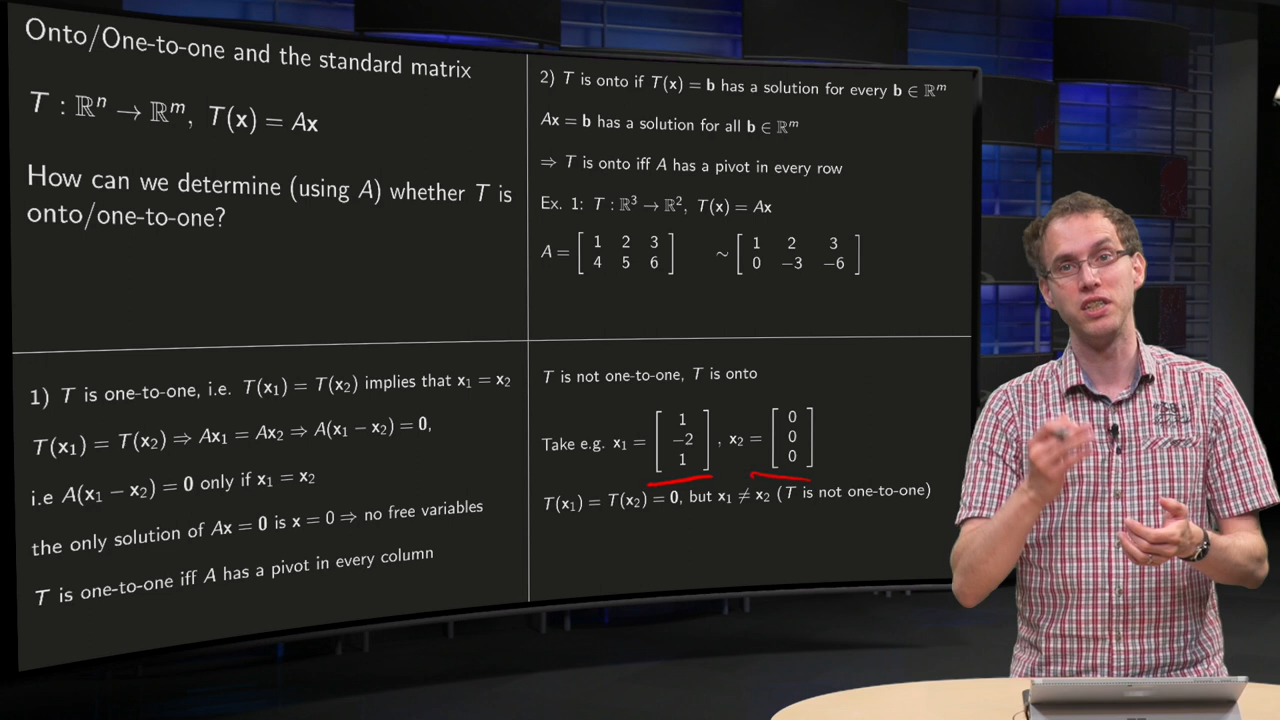 Onto/One-to-one and the standard matrix
T : ℝⁿ → ℝᵐ, T(x) = Ax
How can we determine (using A) whether T is
onto/one-to-one?
1) T is one-to-one, i.e. T(x₁) = T(x₂) implies that x₁ = x₂
T(x₁) = T(x₂) ⇒ Ax₁ = Ax₂ ⇒ A(x₁ − x₂) = 0,
i.e A(x₁ − x₂) = 0 only if x₁ = x₂
the only solution of Ax = 0 is x = 0 ⇒ no free variables
T is one-to-one iff A has a pivot in every column
2) T is onto if T(x) = b has a solution for every b ∈ ℝᵐ
Ax = b has a solution for all b ∈ ℝᵐ
⇒ T is onto iff A has a pivot in every row
Ex. 1: T : ℝ³ → ℝ², T(x) = Ax
A = [ 1 2 3 ; 4 5 6 ] ∼ [ 1 2 3 ; 0 −3 −6 ]
T is not one-to-one, T is onto
Take e.g. x₁ = [ 1 ; −2 ; 1 ], x₂ = [ 0 ; 0 ; 0 ]
T(x₁) = T(x₂) = 0, but x₁ ≠ x₂ (T is not one-to-one)